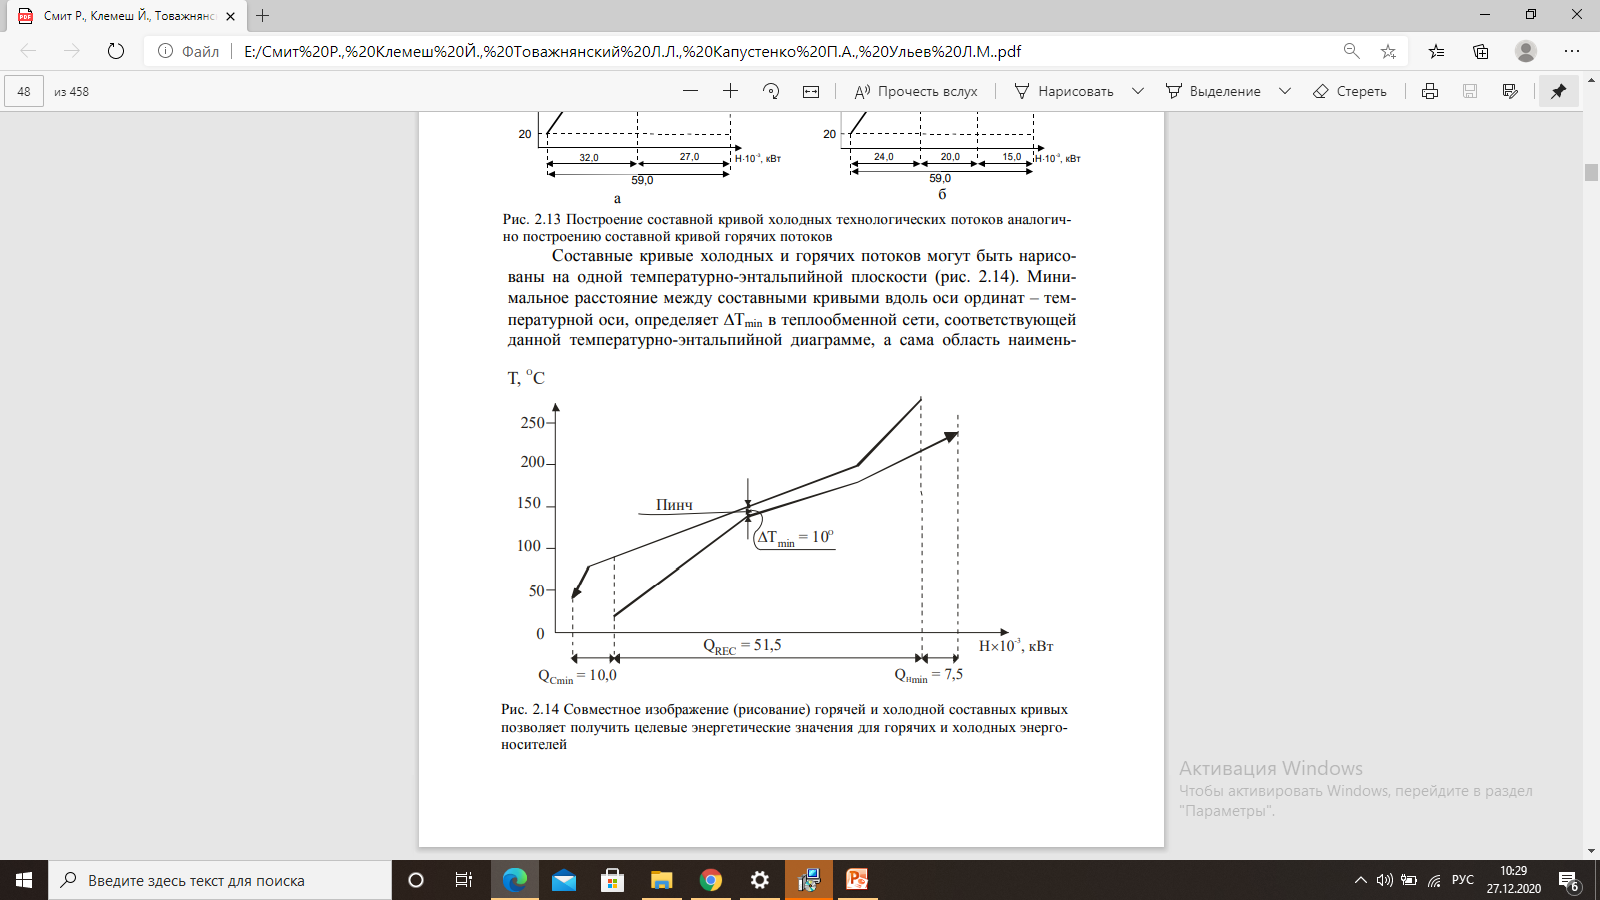 Смит Р., Клемеш Й., Товажнянс
Файл E:/Смит%20Р.,%20Клемеш%20Й.,%20Товажнянский%20Л.Л.,%20Капустенко%20П.А.,%20Ульев%20Л.М..pdf
48 из 458 Прочесть вслух Нарисовать Выделение Стереть
20 20
32,0 27,0 H·10⁻³, кВт 24,0 20,0 15,0 H·10⁻³, кВт
59,0 59,0
а б
Рис. 2.13 Построение составной кривой холодных технологических потоков аналогич-
но построению составной кривой горячих потоков
Составные кривые холодных и горячих потоков могут быть нарисо-
ваны на одной температурно-энтальпийной плоскости (рис. 2.14). Мини-
мальное расстояние между составными кривыми вдоль оси ординат – тем-
пературной оси, определяет ΔTmin в теплообменной сети, соответствующей
данной температурно-энтальпийной диаграмме, а сама область наимень-
T, °C
250
200
150
Пинч
100
ΔTmin = 10°
50
0
QREC = 51,5
H×10⁻³, кВт
QCmin = 10,0
QHmin = 7,5
Рис. 2.14 Совместное изображение (рисование) горячей и холодной составных кривых
позволяет получить целевые энергетические значения для горячих и холодных энерго-
носителей
Активация Windows
Чтобы активировать Windows, перейдите в раздел
"Параметры".
Введите здесь текст для поиска
РУС
10:29
27.12.2020
6